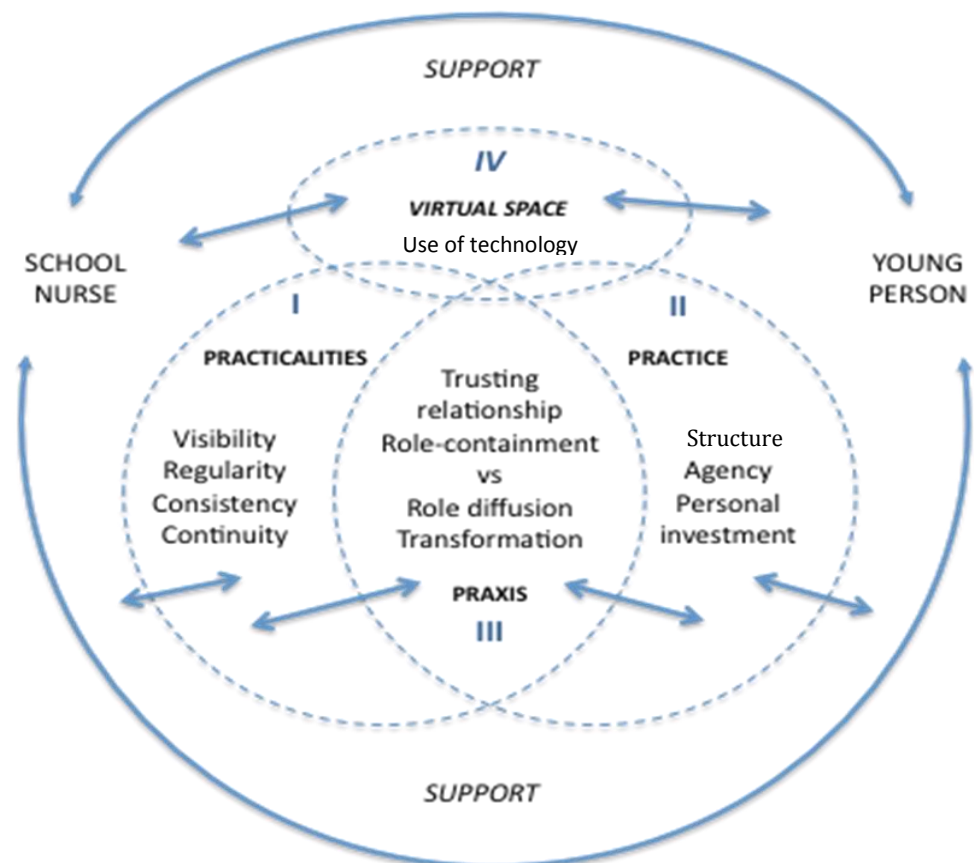 SUPPORT
IV
VIRTUAL SPACE
Use of technology
SCHOOL
NURSE
YOUNG
PERSON
I
PRACTICALITIES
Visibility
Regularity
Consistency
Continuity
Trusting
relationship
Role-containment
vs
Role diffusion
Transformation
PRAXIS
III
II
PRACTICE
Structure
Agency
Personal
investment
SUPPORT